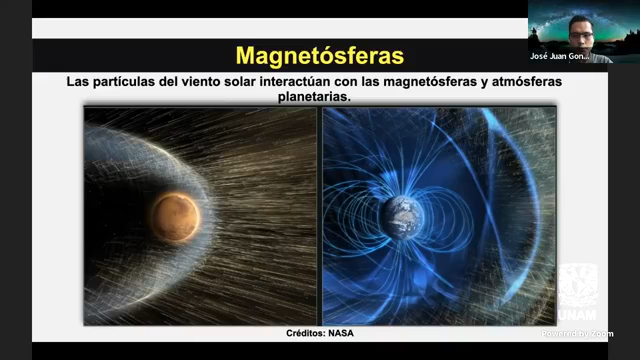 Magnetósferas
José Juan Gon...
Las partículas del viento solar interactúan con las magnetósferas y atmósferas
planetarias.
Créditos: NASA
UNAM
Powered by Zoom